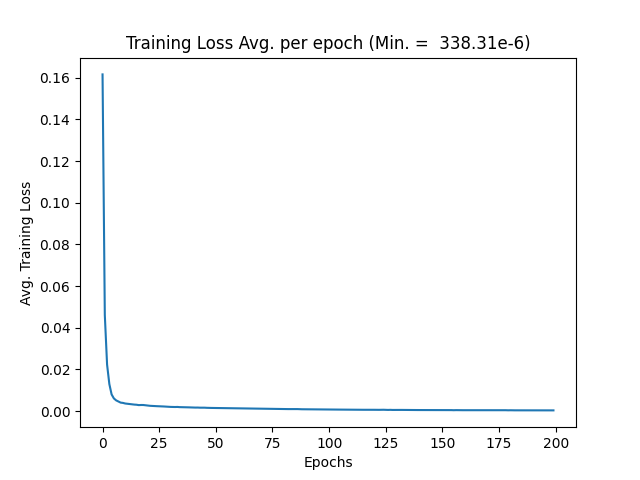 Training Loss Avg. per epoch (Min. =  338.31e-6)
0.16
0.14
0.12
0.10
0.08
0.06
0.04
0.02
0.00
Avg. Training Loss
0 25 50 75 100 125 150 175 200
Epochs